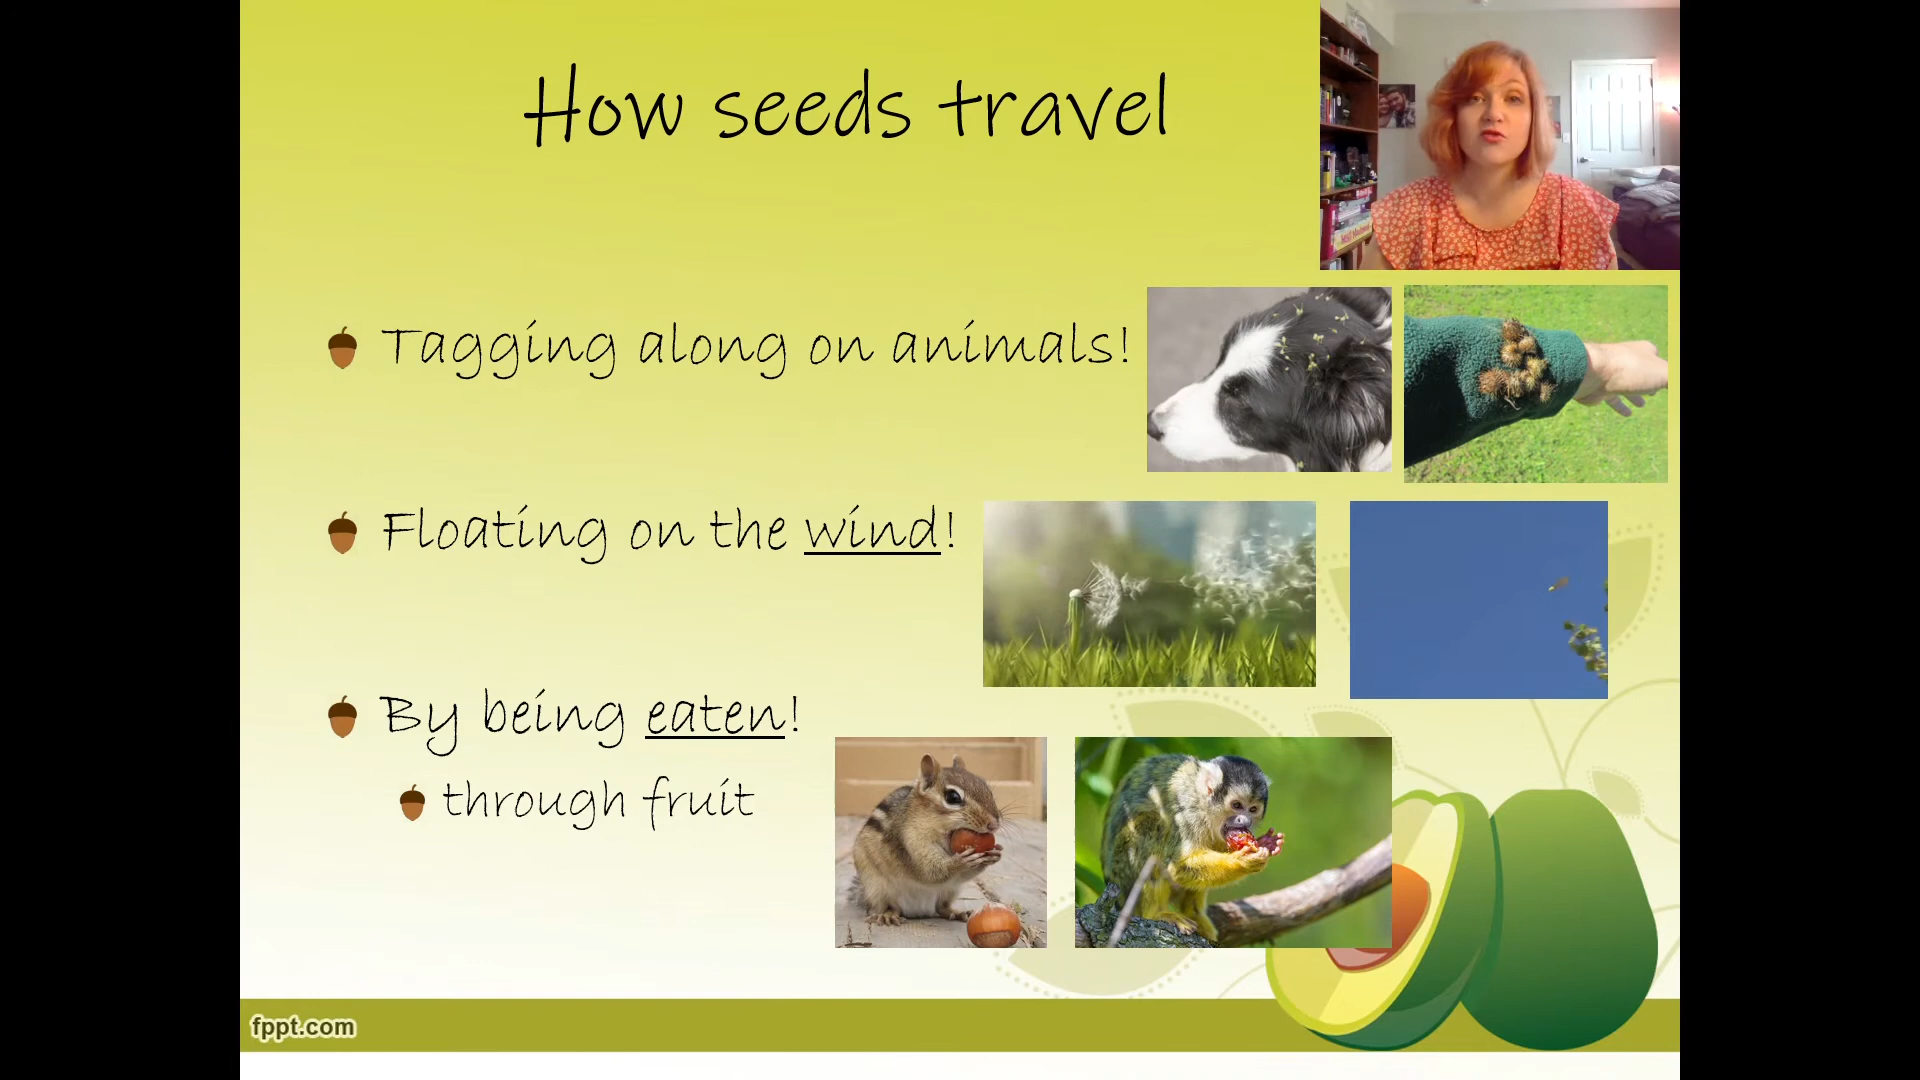 How seeds travel
Tagging along on animals!
Floating on the wind!
By being eaten!
through fruit
fppt.com